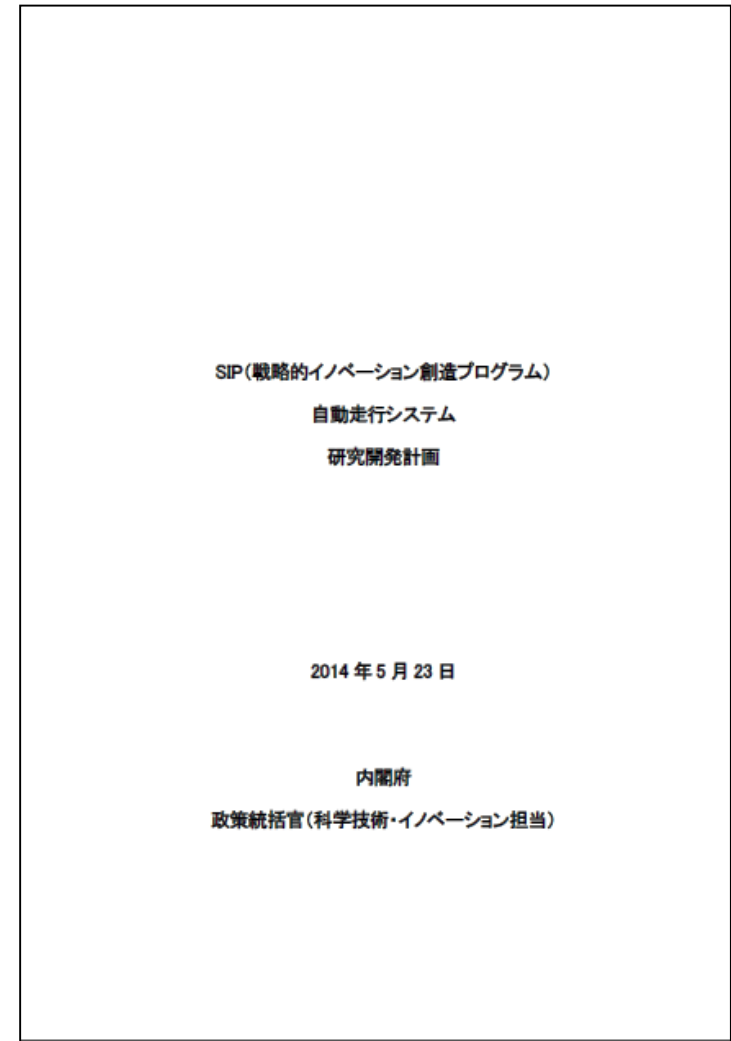 SIP(戦略的イノベーション創造プログラム)
自動走行システム
研究開発計画
2014 年 5 月 23 日
内閣府
政策統括官(科学技術・イノベーション担当)